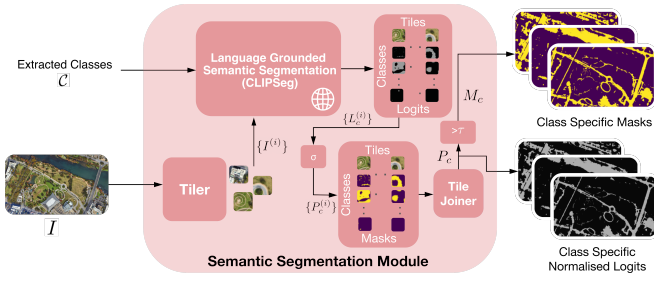 Extracted Classes
C
I
Language Grounded
Semantic Segmentation
(CLIPSeg)
Tiler
{I^(i)}
Tiles
Classes
Logits
{L_c^(i)}
σ
{P_c^(i)}
Tiles
Classes
Masks
Tile
Joiner
P_c
>τ
M_c
Class Specific Masks
Class Specific
Normalised Logits
Semantic Segmentation Module